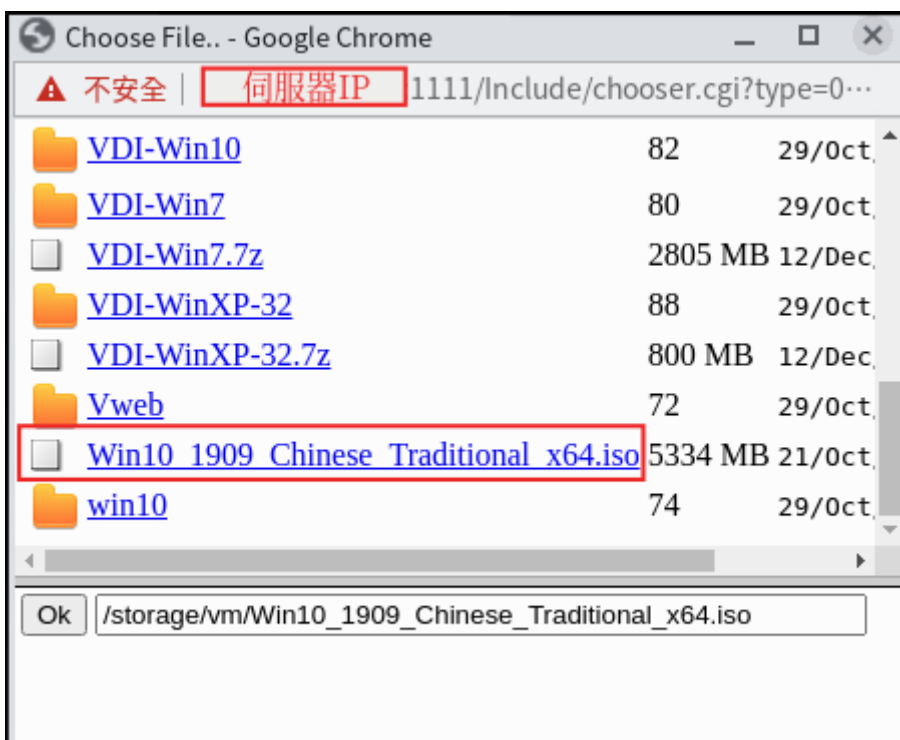 Choose File.. - Google Chrome
不安全 | 伺服器IP 1111/Include/chooser.cgi?type=0…
VDI-Win10 82 29/Oct
VDI-Win7 80 29/Oct
VDI-Win7.7z 2805 MB 12/Dec
VDI-WinXP-32 88 29/Oct
VDI-WinXP-32.7z 800 MB 12/Dec
Vweb 72 29/Oct
Win10_1909_Chinese_Traditional_x64.iso 5334 MB 21/Oct
win10 74 29/Oct
Ok /storage/vm/Win10_1909_Chinese_Traditional_x64.iso